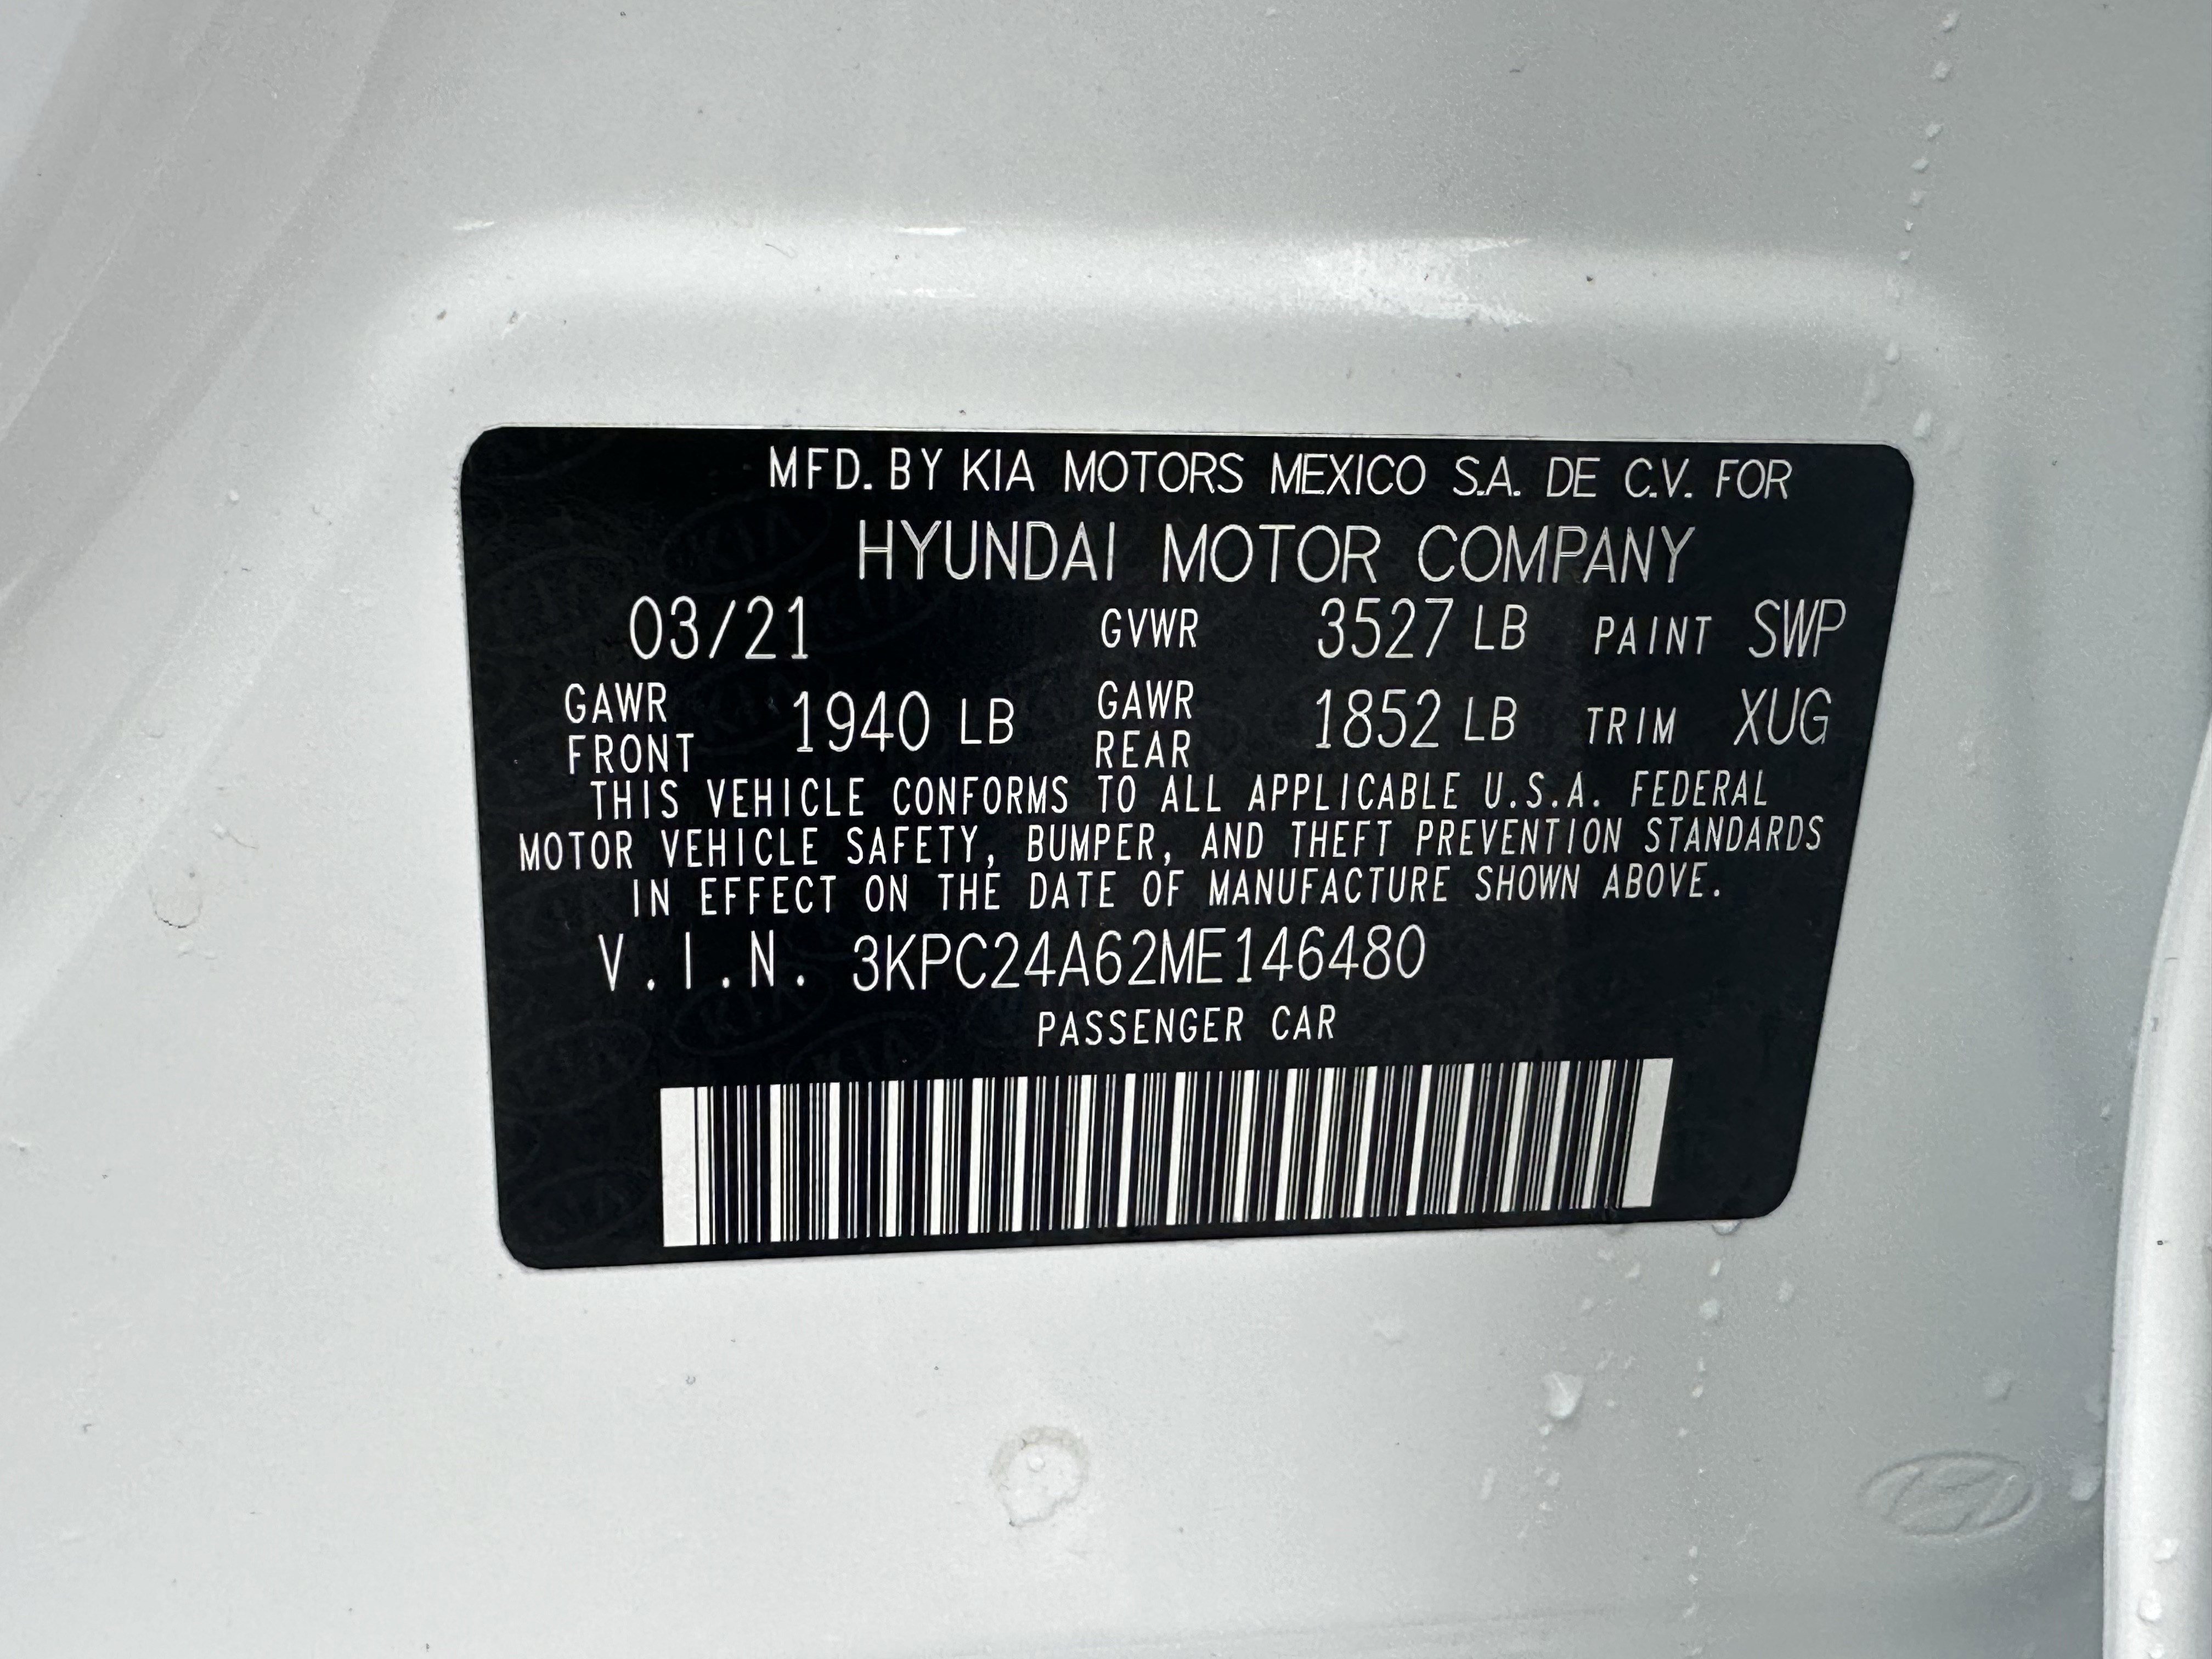 MFD. BY KIA MOTORS MEXICO S.A. DE C.V. FOR
HYUNDAI MOTOR COMPANY
03/21 GVWR 3527 LB PAINT SWP
GAWR FRONT 1940 LB GAWR REAR 1852 LB TRIM XUG
THIS VEHICLE CONFORMS TO ALL APPLICABLE U.S.A. FEDERAL
MOTOR VEHICLE SAFETY, BUMPER, AND THEFT PREVENTION STANDARDS
IN EFFECT ON THE DATE OF MANUFACTURE SHOWN ABOVE.
V.I.N. 3KPC24A62ME146480
PASSENGER CAR